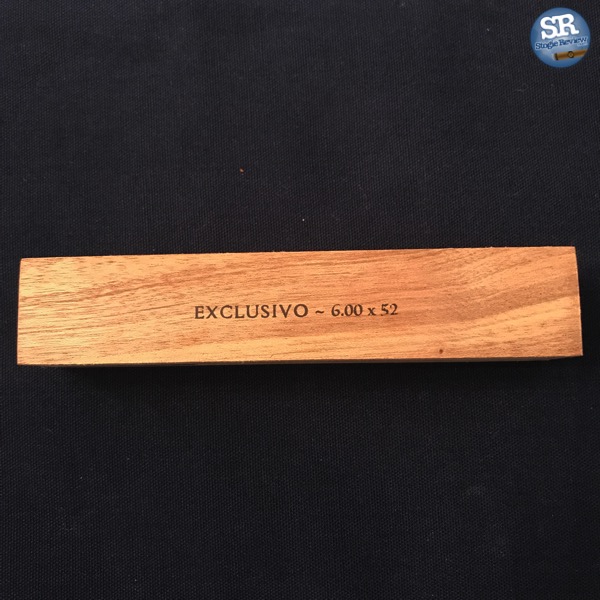 SR
Stogie Review
EXCLUSIVO ~ 6.00 x 52